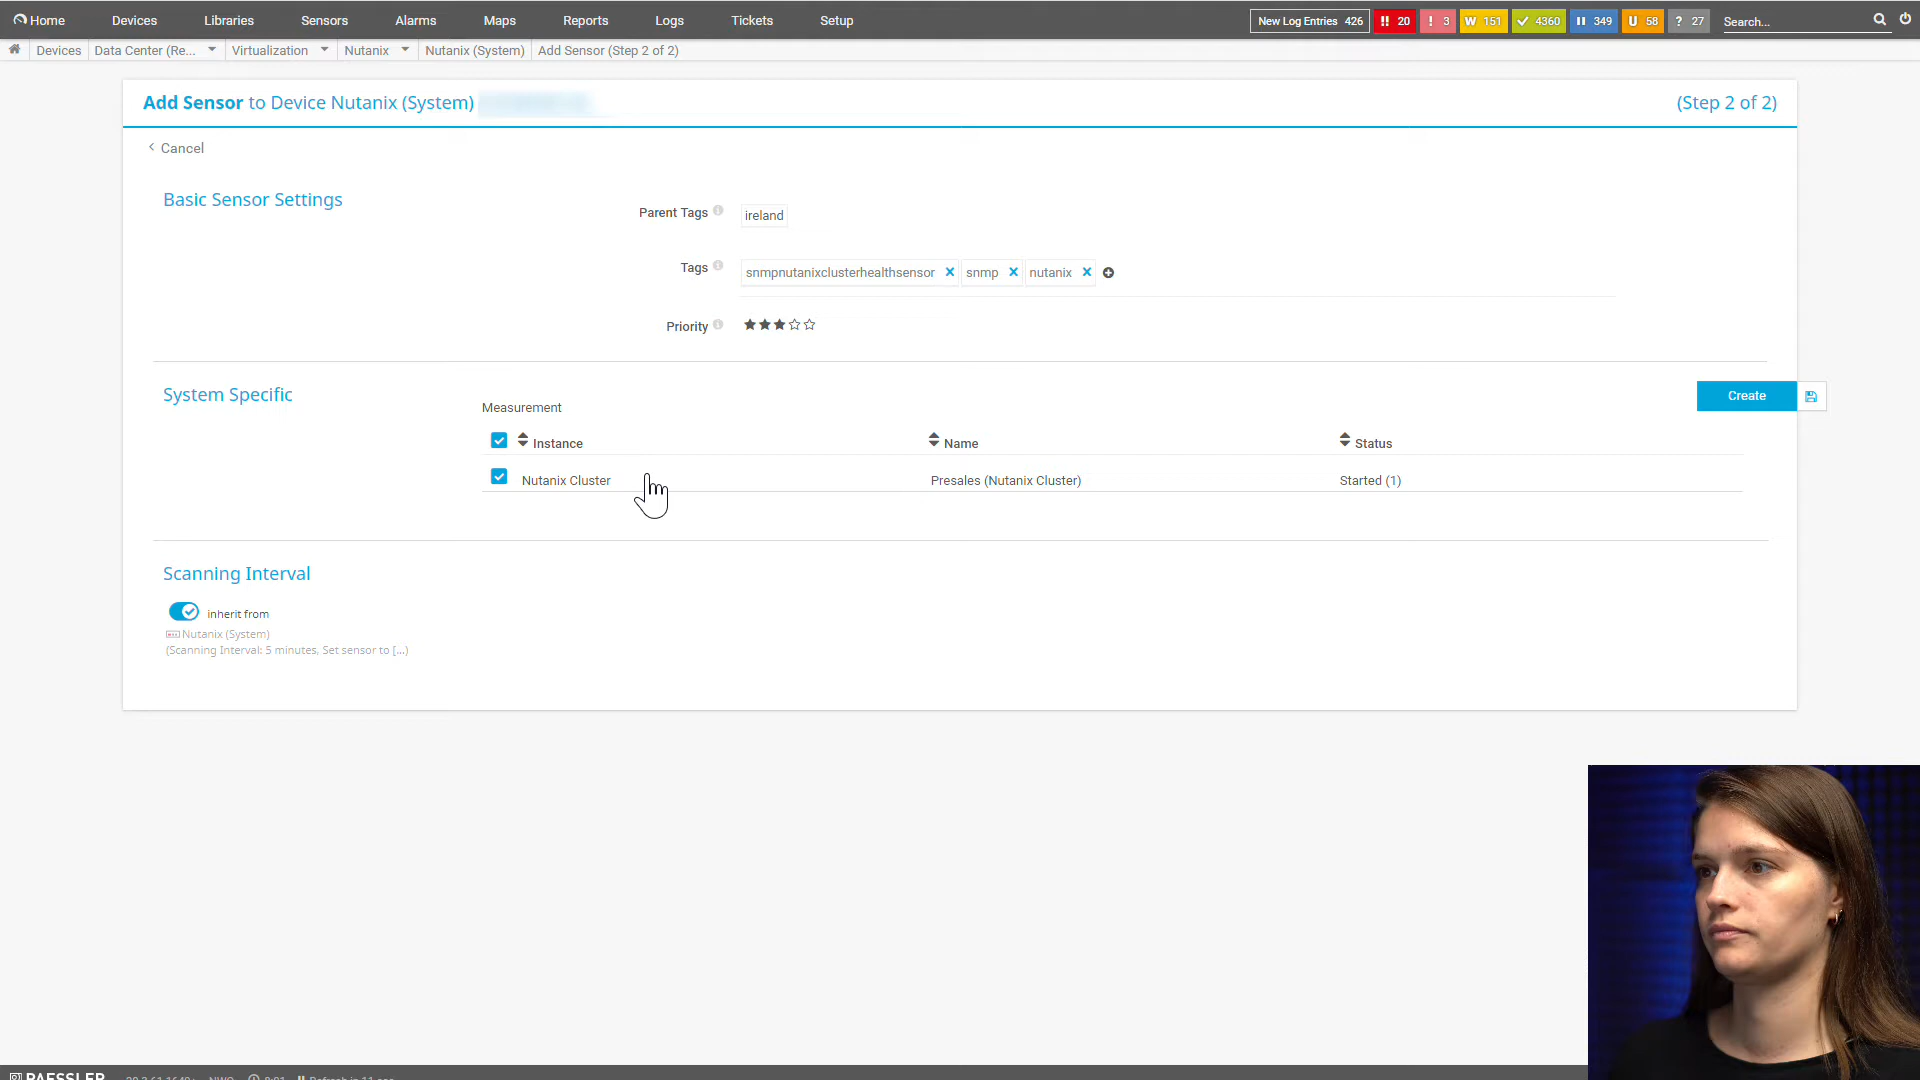 Home Devices Libraries Sensors Alarms Maps Reports Logs Tickets Setup New Log Entries 426 !! 20 ! 3 W 151 4360 349 U 58 ? 27 Search...
Devices Data Center (Re... Virtualization Nutanix Nutanix (System) Add Sensor (Step 2 of 2)
Add Sensor to Device Nutanix (System) (Step 2 of 2)
Cancel
Basic Sensor Settings
Parent Tags ireland
Tags snmpnutanixclusterhealthsensor snmp nutanix
Priority
System Specific
Create
Measurement
Instance Name Status
Nutanix Cluster Presales (Nutanix Cluster) Started (1)
Scanning Interval
inherit from
Nutanix (System)
(Scanning Interval: 5 minutes, Set sensor to [...)
PAESSLER